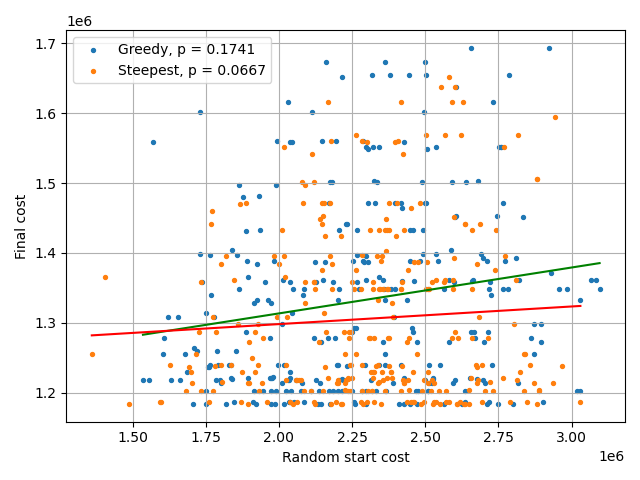 1e6
Greedy, p = 0.1741
Steepest, p = 0.0667
Final cost
1.7
1.6
1.5
1.4
1.3
1.2
1.50 1.75 2.00 2.25 2.50 2.75 3.00
Random start cost
1e6